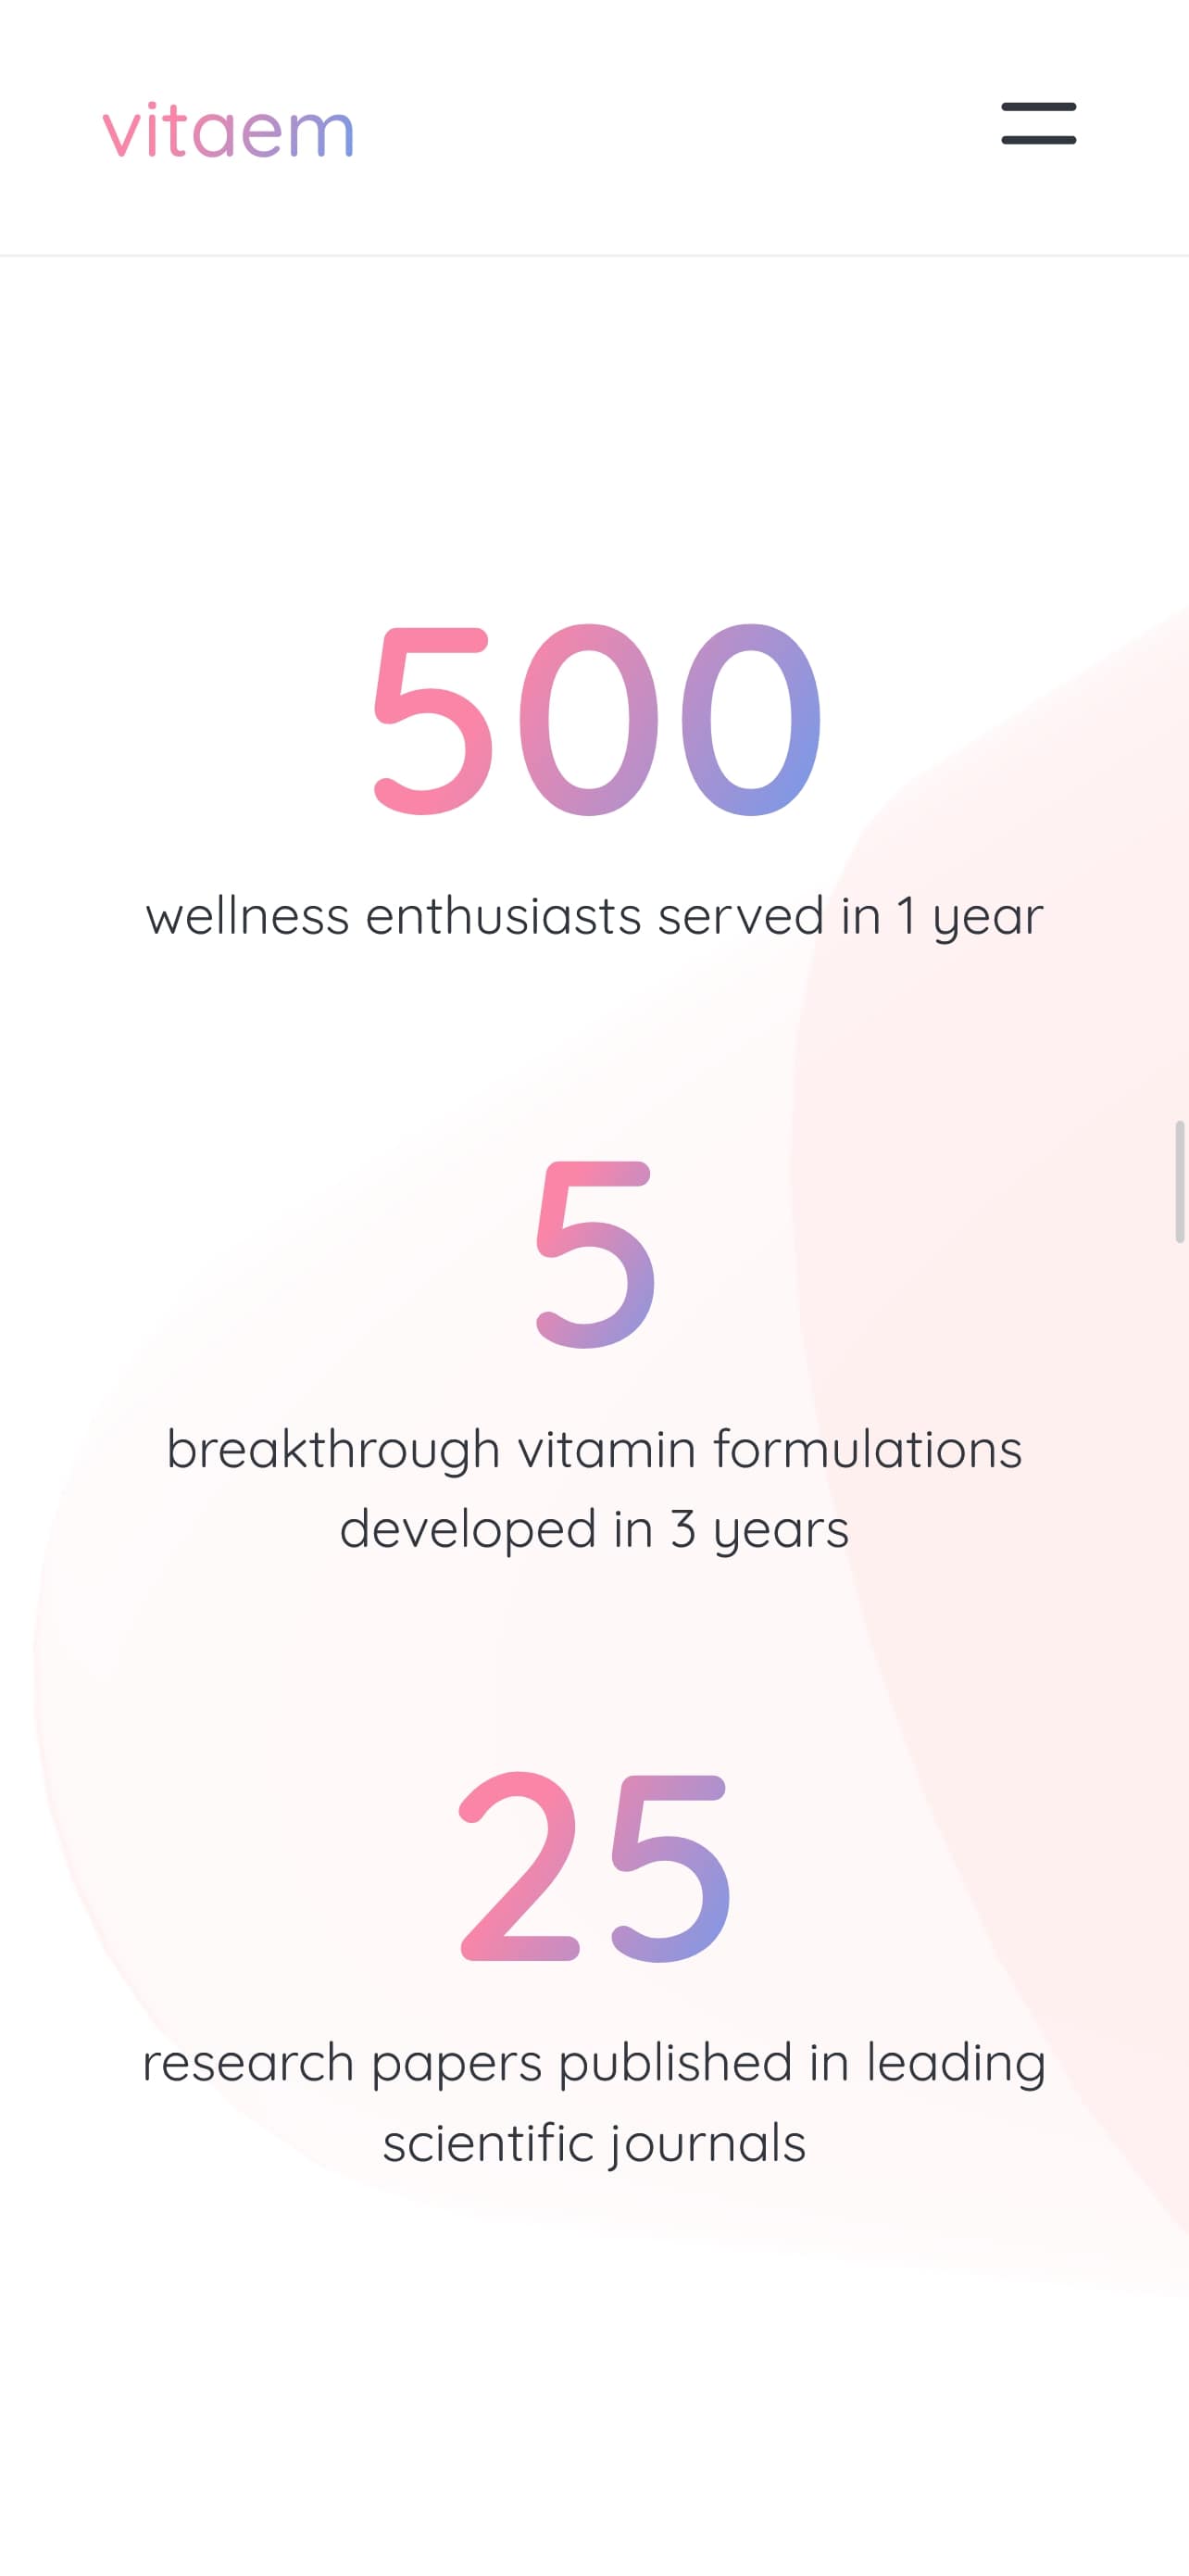 vitaem
500
wellness enthusiasts served in 1 year
5
breakthrough vitamin formulations
developed in 3 years
25
research papers published in leading
scientific journals